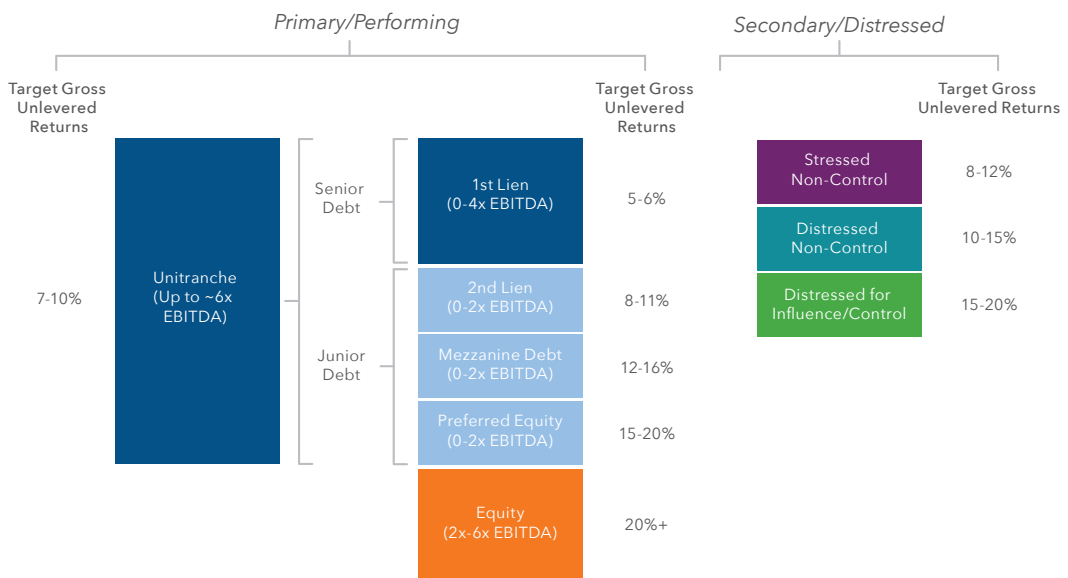 Primary/Performing
Secondary/Distressed
Target Gross
Unlevered
Returns
Target Gross
Unlevered
Returns
Target Gross
Unlevered Returns
7-10%
Unitranche
(Up to ~6x
EBITDA)
Senior
Debt
1st Lien
(0-4x EBITDA)
5-6%
Junior
Debt
2nd Lien
(0-2x EBITDA)
8-11%
Mezzanine Debt
(0-2x EBITDA)
12-16%
Preferred Equity
(0-2x EBITDA)
15-20%
Equity
(2x-6x EBITDA)
20%+
Stressed
Non-Control
8-12%
Distressed
Non-Control
10-15%
Distressed for
Influence/Control
15-20%